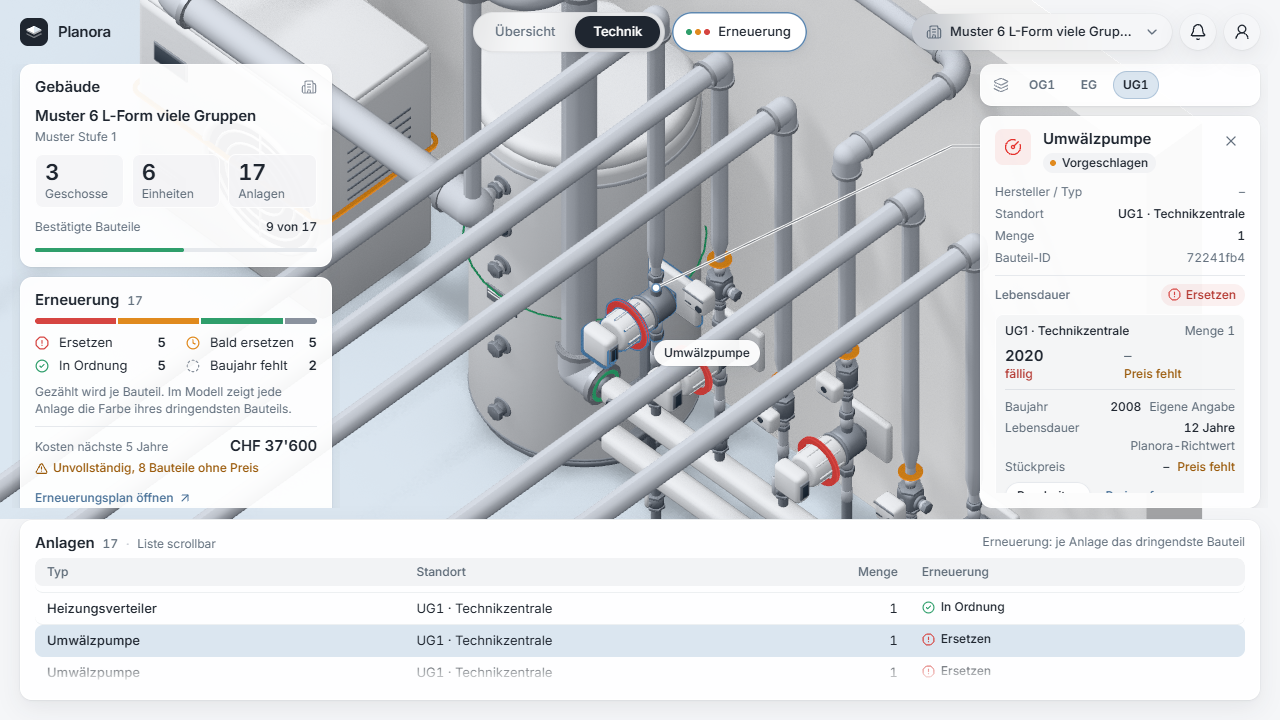 Planora
Übersicht
Technik
Erneuerung
Muster 6 L-Form viele Grup…
Gebäude
Muster 6 L-Form viele Gruppen
Muster Stufe 1
3
Geschosse
6
Einheiten
17
Anlagen
Bestätigte Bauteile
9 von 17
Erneuerung 17
Ersetzen 5
Bald ersetzen 5
In Ordnung 5
Baujahr fehlt 2
Gezählt wird je Bauteil. Im Modell zeigt jede
Anlage die Farbe ihres dringendsten Bauteils.
Kosten nächste 5 Jahre CHF 37'600
Unvollständig, 8 Bauteile ohne Preis
Erneuerungsplan öffnen
Umwälzpumpe
OG1
EG
UG1
Umwälzpumpe
Vorgeschlagen
Hersteller / Typ –
Standort UG1 · Technikzentrale
Menge 1
Bauteil-ID 72241fb4
Lebensdauer Ersetzen
UG1 · Technikzentrale Menge 1
2020 –
fällig Preis fehlt
Baujahr 2008 Eigene Angabe
Lebensdauer 12 Jahre
Planora-Richtwert
Stückpreis – Preis fehlt
Anlagen 17 · Liste scrollbar
Erneuerung: je Anlage das dringendste Bauteil
Typ Standort Menge Erneuerung
Heizungsverteiler UG1 · Technikzentrale 1 In Ordnung
Umwälzpumpe UG1 · Technikzentrale 1 Ersetzen
Umwälzpumpe UG1 · Technikzentrale 1 Ersetzen